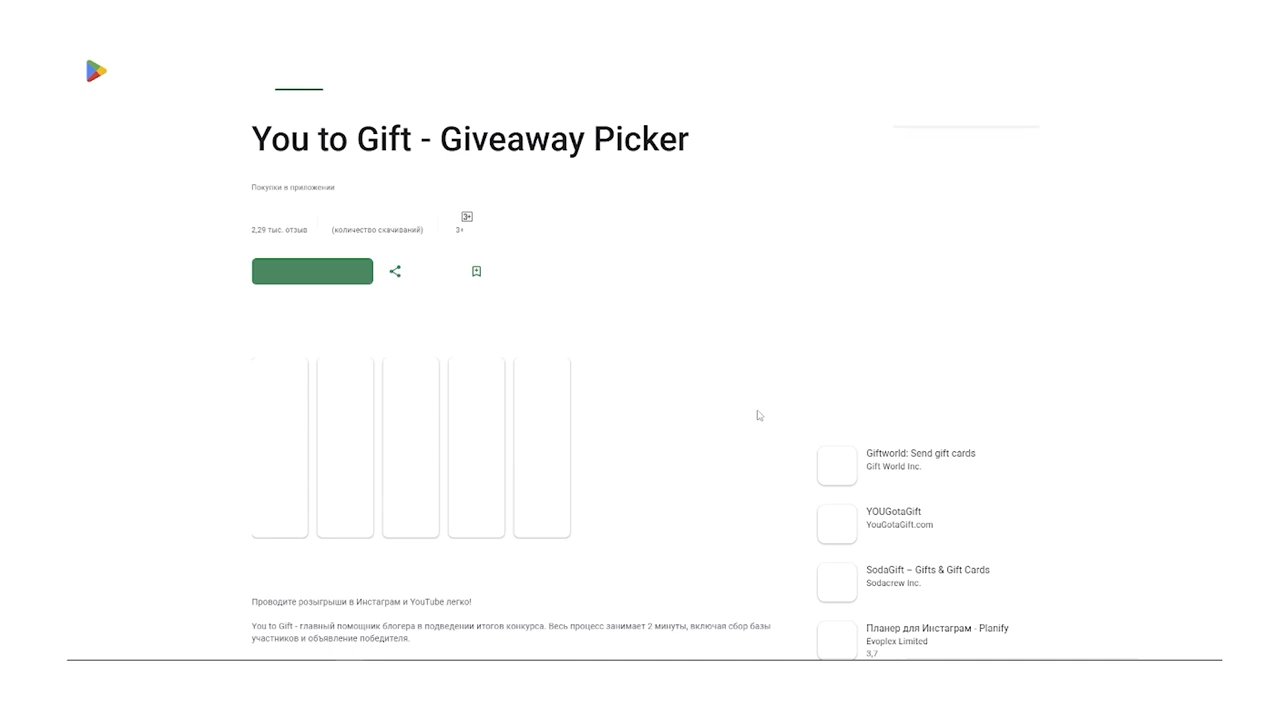 You to Gift - Giveaway Picker
Покупки в приложении
3+
2,29 тыс. отзыв
(количество скачиваний)
3+
Giftworld: Send gift cards
Gift World Inc.
YOUGotaGift
YouGotaGift.com
SodaGift – Gifts & Gift Cards
Sodacrew Inc.
Проводите розыгрыши в Инстаграм и YouTube легко!
You to Gift - главный помощник блогера в подведении итогов конкурса. Весь процесс занимает 2 минуты, включая сбор базы
участников и объявление победителя.
Планер для Инстаграм - Planify
Evoplex Limited
3,7